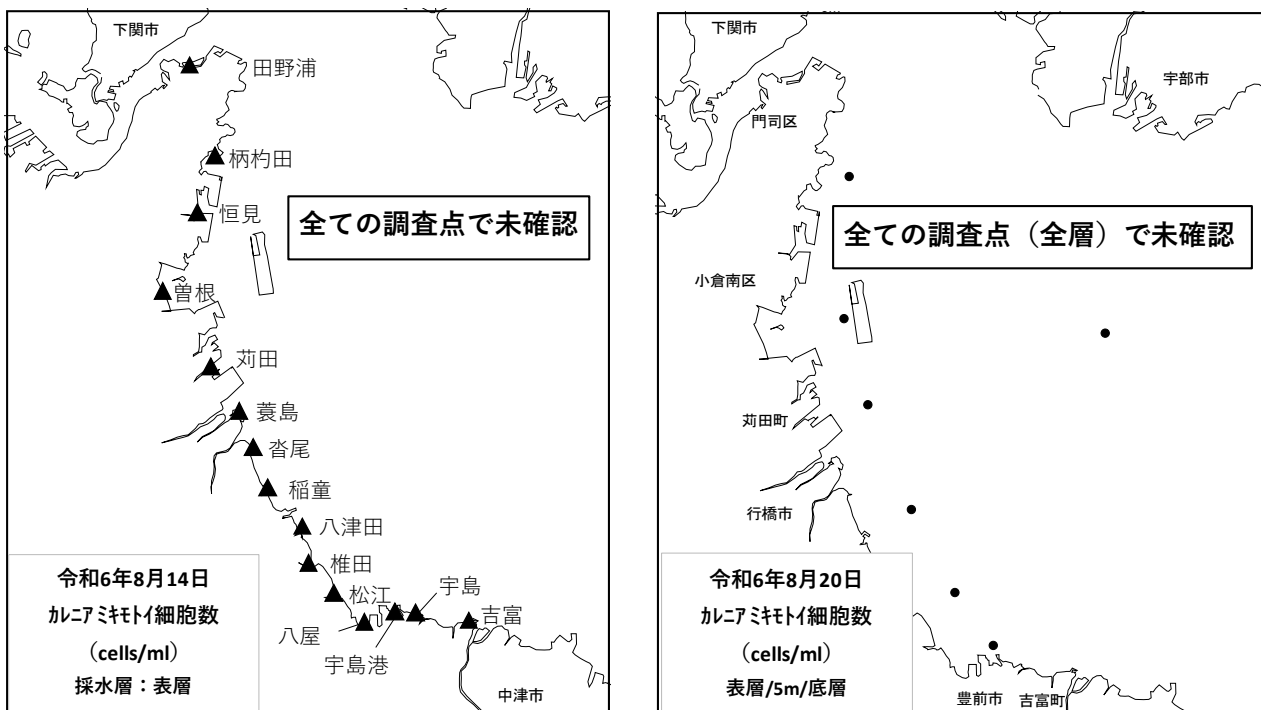 下関市
田野浦
柄杓田
恒見
全ての調査点で未確認
曽根
苅田
蓑島
沓尾
稲童
八津田
椎田
松江
宇島
八屋
吉富
宇島港
中津市
令和6年8月14日
ｶﾚﾆｱ ﾐｷﾓﾄｲ細胞数
（cells/ml）
採水層：表層
下関市
宇部市
門司区
全ての調査点（全層）で未確認
小倉南区
苅田町
行橋市
豊前市
吉富町
令和6年8月20日
ｶﾚﾆｱ ﾐｷﾓﾄｲ細胞数
（cells/ml）
表層/5m/底層